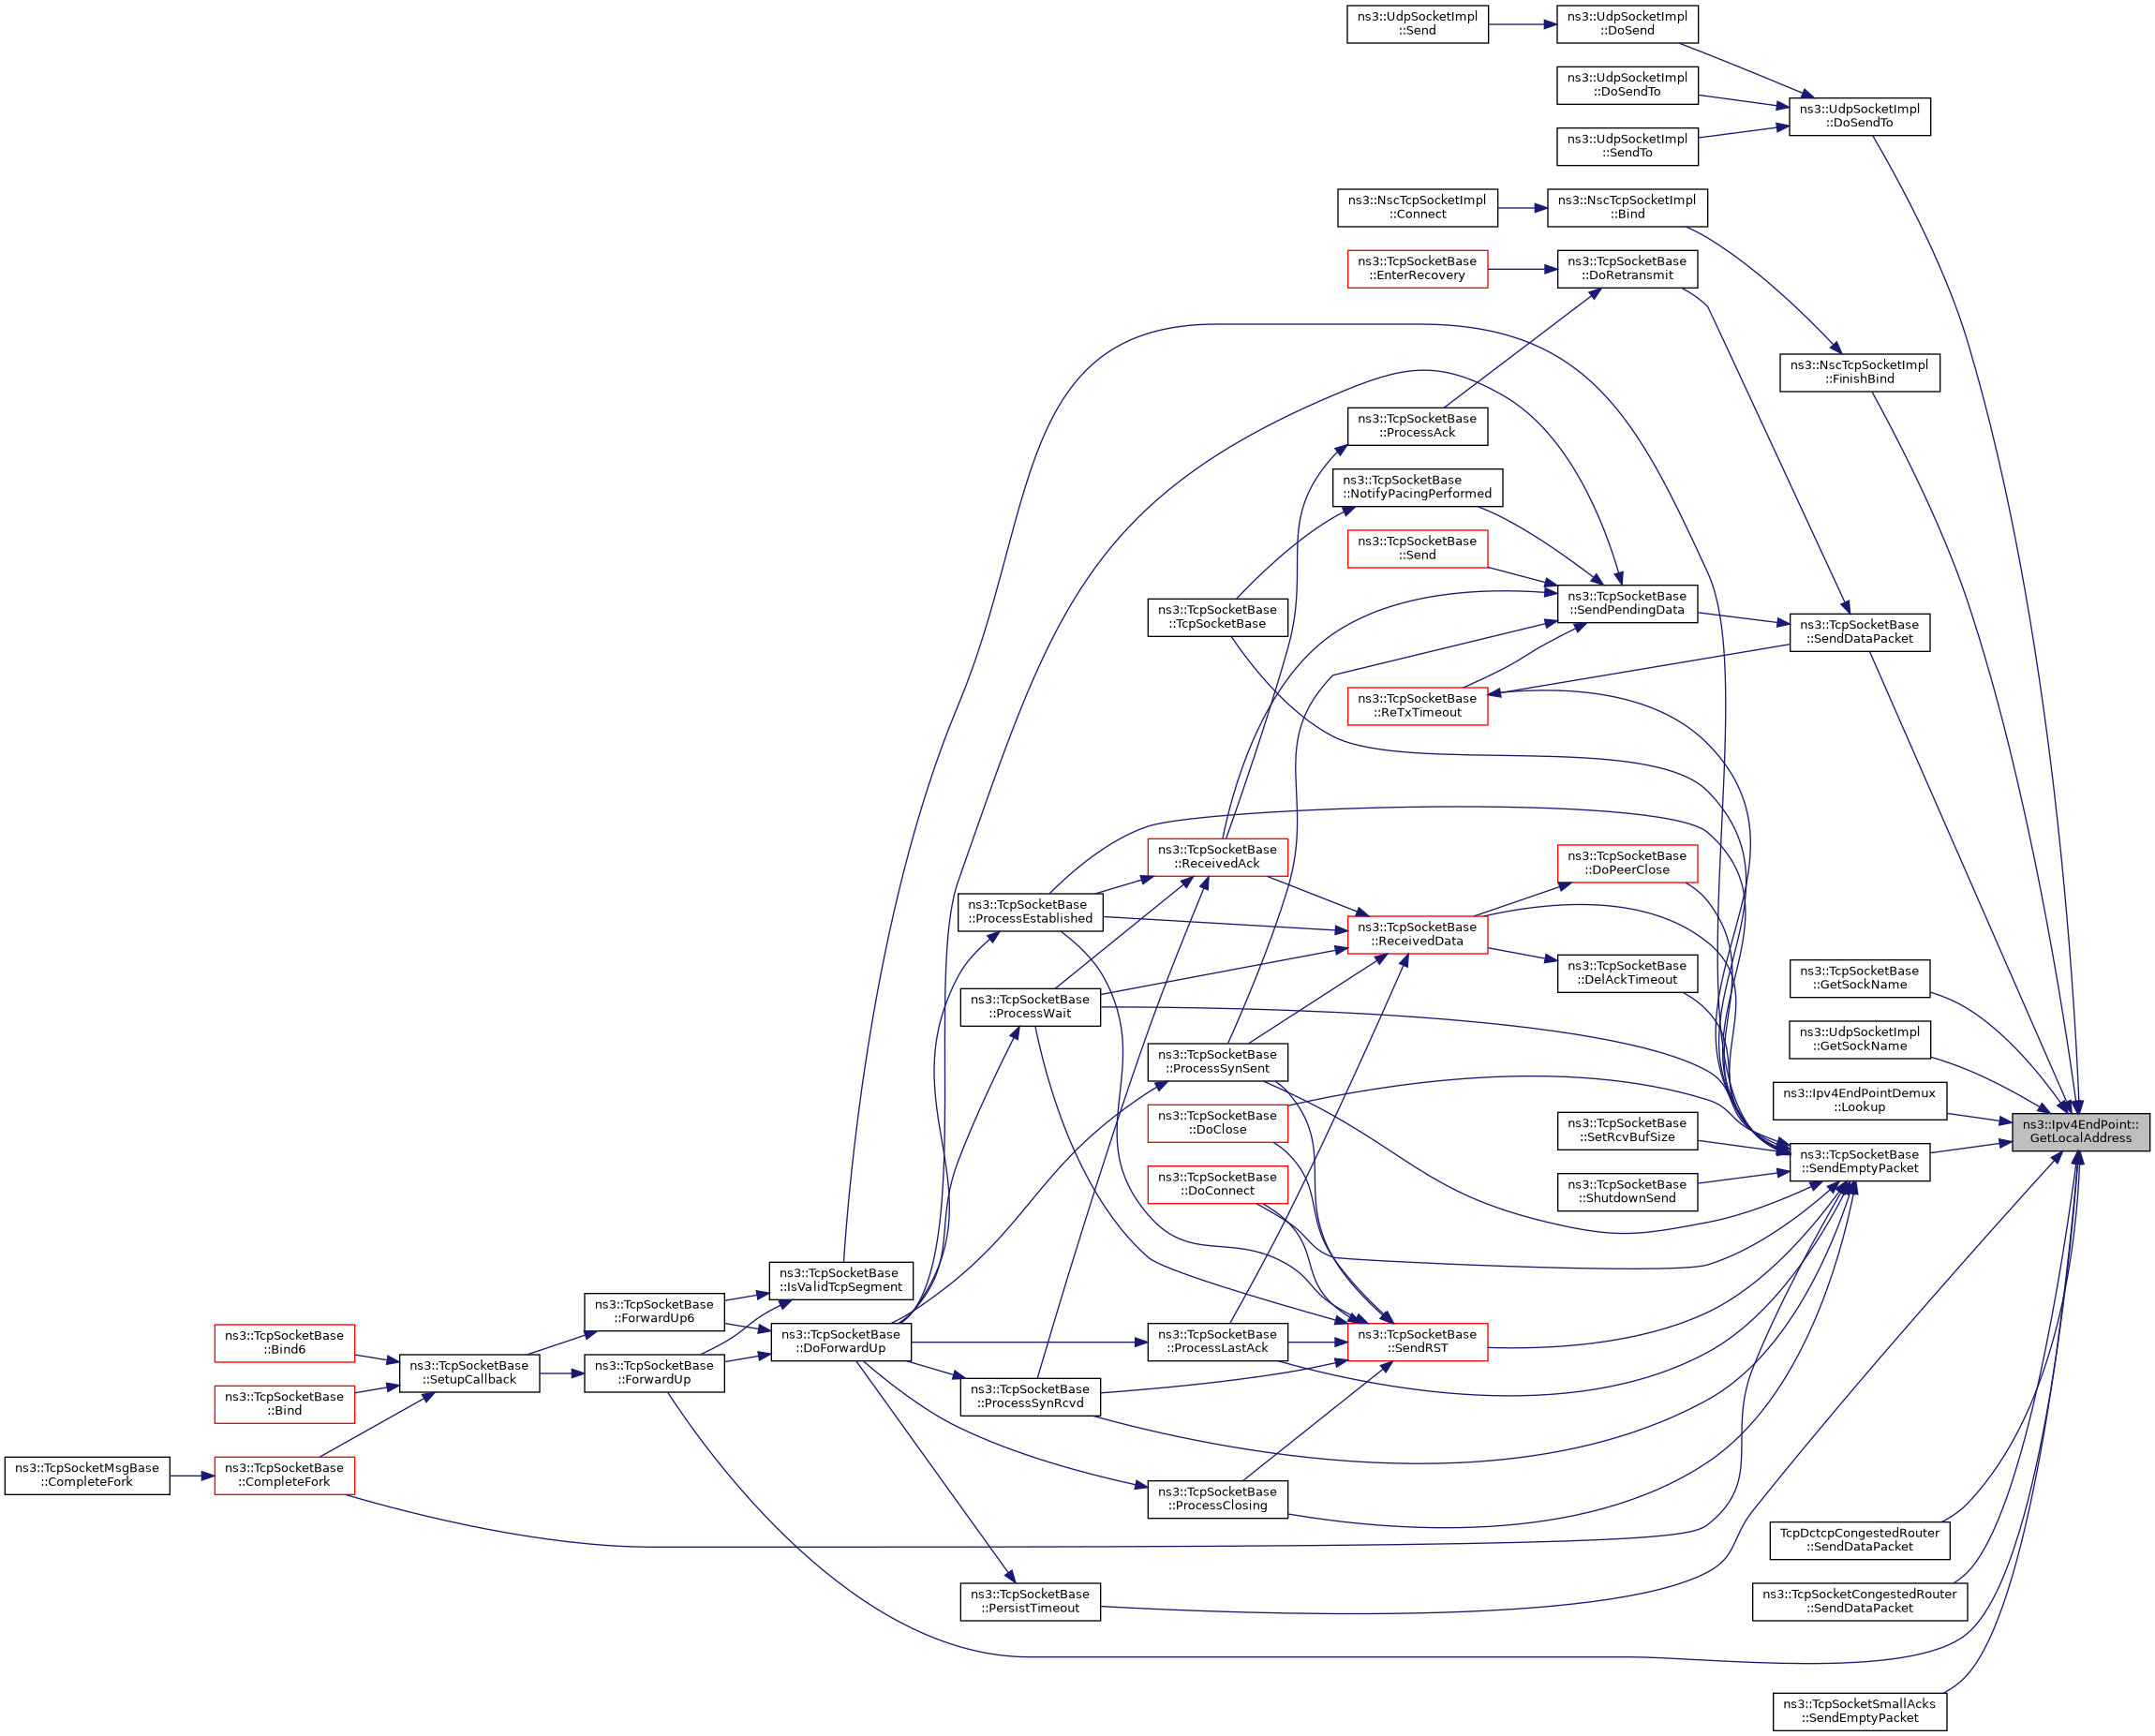 ns3::UdpSocketImpl
::Send
ns3::UdpSocketImpl
::DoSend
ns3::UdpSocketImpl
::DoSendTo
ns3::UdpSocketImpl
::DoSendTo
ns3::UdpSocketImpl
::SendTo
ns3::NscTcpSocketImpl
::Connect
ns3::NscTcpSocketImpl
::Bind
ns3::TcpSocketBase
::EnterRecovery
ns3::TcpSocketBase
::DoRetransmit
ns3::NscTcpSocketImpl
::FinishBind
ns3::TcpSocketBase
::ProcessAck
ns3::TcpSocketBase
::NotifyPacingPerformed
ns3::TcpSocketBase
::Send
ns3::TcpSocketBase
::TcpSocketBase
ns3::TcpSocketBase
::SendPendingData
ns3::TcpSocketBase
::SendDataPacket
ns3::TcpSocketBase
::ReTxTimeout
ns3::TcpSocketBase
::ReceivedAck
ns3::TcpSocketBase
::DoPeerClose
ns3::TcpSocketBase
::ProcessEstablished
ns3::TcpSocketBase
::ReceivedData
ns3::TcpSocketBase
::DelAckTimeout
ns3::TcpSocketBase
::GetSockName
ns3::TcpSocketBase
::ProcessWait
ns3::UdpSocketImpl
::GetSockName
ns3::TcpSocketBase
::ProcessSynSent
ns3::Ipv4EndPointDemux
::Lookup
ns3::TcpSocketBase
::DoClose
ns3::TcpSocketBase
::SetRcvBufSize
ns3::Ipv4EndPoint::
GetLocalAddress
ns3::TcpSocketBase
::SendEmptyPacket
ns3::TcpSocketBase
::DoConnect
ns3::TcpSocketBase
::ShutdownSend
ns3::TcpSocketBase
::IsValidTcpSegment
ns3::TcpSocketBase
::ForwardUp6
ns3::TcpSocketBase
::Bind6
ns3::TcpSocketBase
::DoForwardUp
ns3::TcpSocketBase
::ProcessLastAck
ns3::TcpSocketBase
::SendRST
ns3::TcpSocketBase
::SetupCallback
ns3::TcpSocketBase
::ForwardUp
ns3::TcpSocketBase
::Bind
ns3::TcpSocketBase
::ProcessSynRcvd
ns3::TcpSocketMsgBase
::CompleteFork
ns3::TcpSocketBase
::CompleteFork
ns3::TcpSocketBase
::ProcessClosing
TcpDctcpCongestedRouter
::SendDataPacket
ns3::TcpSocketBase
::PersistTimeout
ns3::TcpSocketCongestedRouter
::SendDataPacket
ns3::TcpSocketSmallAcks
::SendEmptyPacket